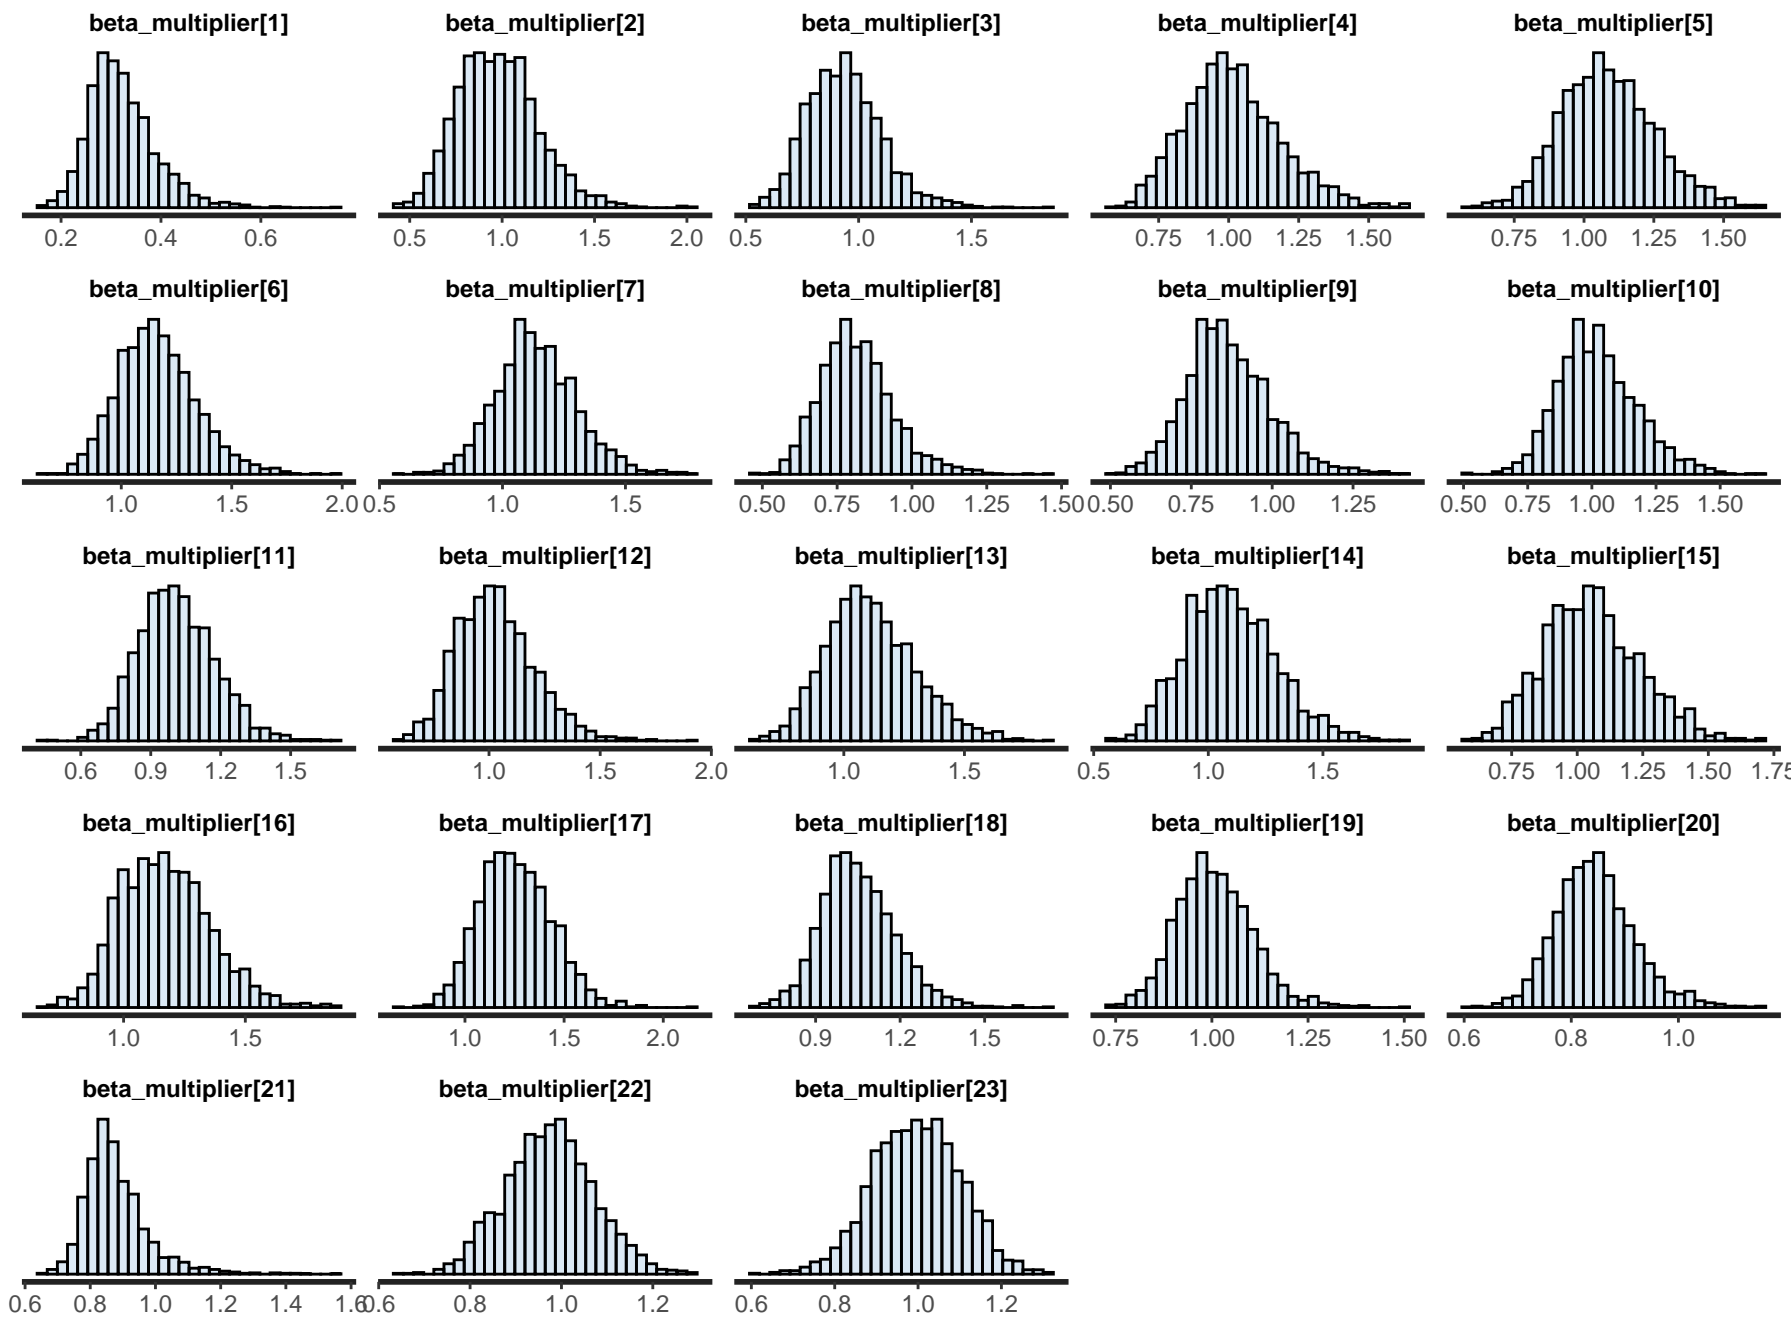 beta_multiplier[1] beta_multiplier[2] beta_multiplier[3] beta_multiplier[4] beta_multiplier[5]
0.2 0.4 0.6 0.5 1.0 1.5 2.0 0.5 1.0 1.5 0.75 1.00 1.25 1.50 0.75 1.00 1.25 1.50
beta_multiplier[6] beta_multiplier[7] beta_multiplier[8] beta_multiplier[9] beta_multiplier[10]
1.0 1.5 2.0 0.5 1.0 1.5 0.50 0.75 1.00 1.25 1.50 0.50 0.75 1.00 1.25 0.50 0.75 1.00 1.25 1.50
beta_multiplier[11] beta_multiplier[12] beta_multiplier[13] beta_multiplier[14] beta_multiplier[15]
0.6 0.9 1.2 1.5 1.0 1.5 2.0 1.0 1.5 0.5 1.0 1.5 0.75 1.00 1.25 1.50 1.75
beta_multiplier[16] beta_multiplier[17] beta_multiplier[18] beta_multiplier[19] beta_multiplier[20]
1.0 1.5 1.0 1.5 2.0 0.9 1.2 1.5 0.75 1.00 1.25 1.50 0.6 0.8 1.0
beta_multiplier[21] beta_multiplier[22] beta_multiplier[23]
0.6 0.8 1.0 1.2 1.4 1.6 0.6 0.8 1.0 1.2 0.6 0.8 1.0 1.2